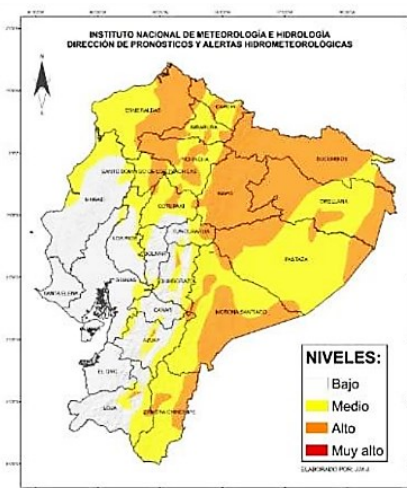 INSTITUTO NACIONAL DE METEOROLOGÍA E HIDROLOGÍA
DIRECCIÓN DE PRONÓSTICOS Y ALERTAS HIDROMETEOROLÓGICAS
N
ESMERALDAS
CARCHI
IMBABURA
SUCUMBIOS
PICHINCHA
SANTO DOMINGO DE LOS TSACHILAS
NAPO
ORELLANA
MANABI
COTOPAXI
TUNGURAHUA
LOS RIOS
BOLIVAR
PASTAZA
GUAYAS
CHIMBORAZO
SANTA ELENA
CAÑAR
MORONA SANTIAGO
AZUAY
EL ORO
LOJA
ZAMORA CHINCHIPE
NIVELES:
Bajo
Medio
Alto
Muy alto
ELABORADO POR: